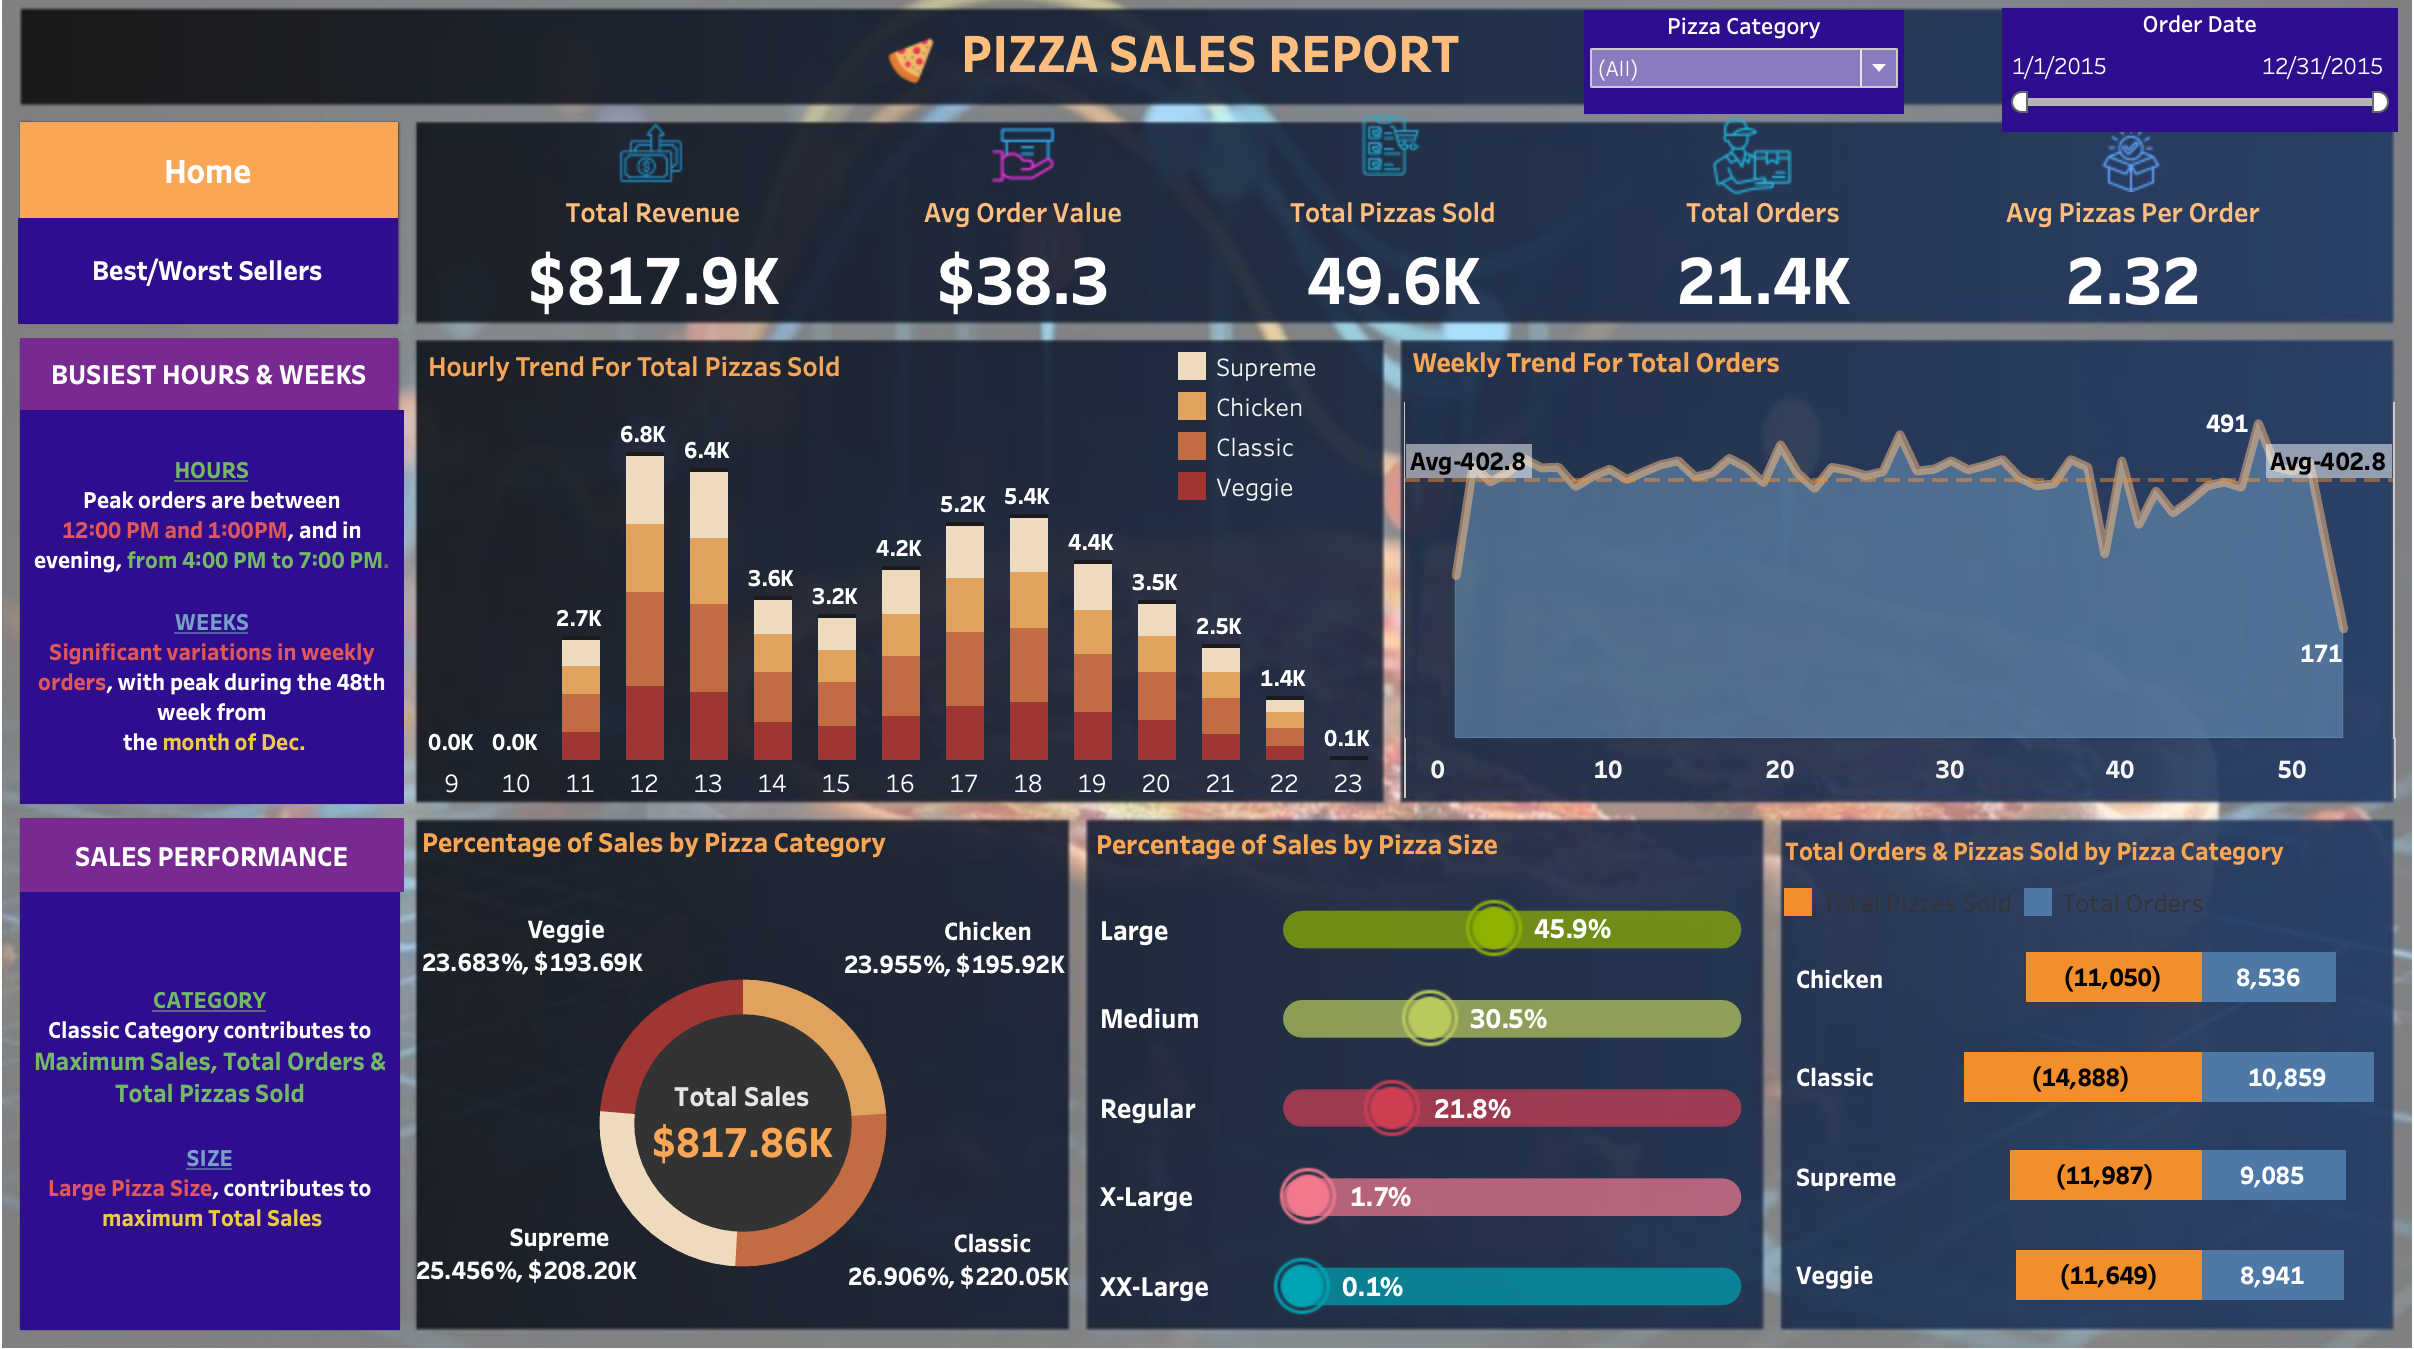 PIZZA SALES REPORT
Pizza Category
(All)
Order Date
1/1/2015 12/31/2015
Home
Best/Worst Sellers
Total Revenue
$817.9K
Avg Order Value
$38.3
Total Pizzas Sold
49.6K
Total Orders
21.4K
Avg Pizzas Per Order
2.32
BUSIEST HOURS & WEEKS
HOURS
Peak orders are between
12:00 PM and 1:00PM, and in
evening, from 4:00 PM to 7:00 PM.
WEEKS
Significant variations in weekly
orders, with peak during the 48th
week from
the month of Dec.
Hourly Trend For Total Pizzas Sold
Supreme
Chicken
Classic
Veggie
0.0K 0.0K 2.7K 6.8K 6.4K 3.6K 3.2K 4.2K 5.2K 5.4K 4.4K 3.5K 2.5K 1.4K 0.1K
9 10 11 12 13 14 15 16 17 18 19 20 21 22 23
Weekly Trend For Total Orders
491
Avg-402.8 Avg-402.8
171
0 10 20 30 40 50
SALES PERFORMANCE
CATEGORY
Classic Category contributes to
Maximum Sales, Total Orders &
Total Pizzas Sold
SIZE
Large Pizza Size, contributes to
maximum Total Sales
Percentage of Sales by Pizza Category
Veggie
23.683%, $193.69K
Chicken
23.955%, $195.92K
Total Sales
$817.86K
Supreme
25.456%, $208.20K
Classic
26.906%, $220.05K
Percentage of Sales by Pizza Size
Large 45.9%
Medium 30.5%
Regular 21.8%
X-Large 1.7%
XX-Large 0.1%
Total Orders & Pizzas Sold by Pizza Category
Total Pizzas Sold Total Orders
Chicken (11,050) 8,536
Classic (14,888) 10,859
Supreme (11,987) 9,085
Veggie (11,649) 8,941